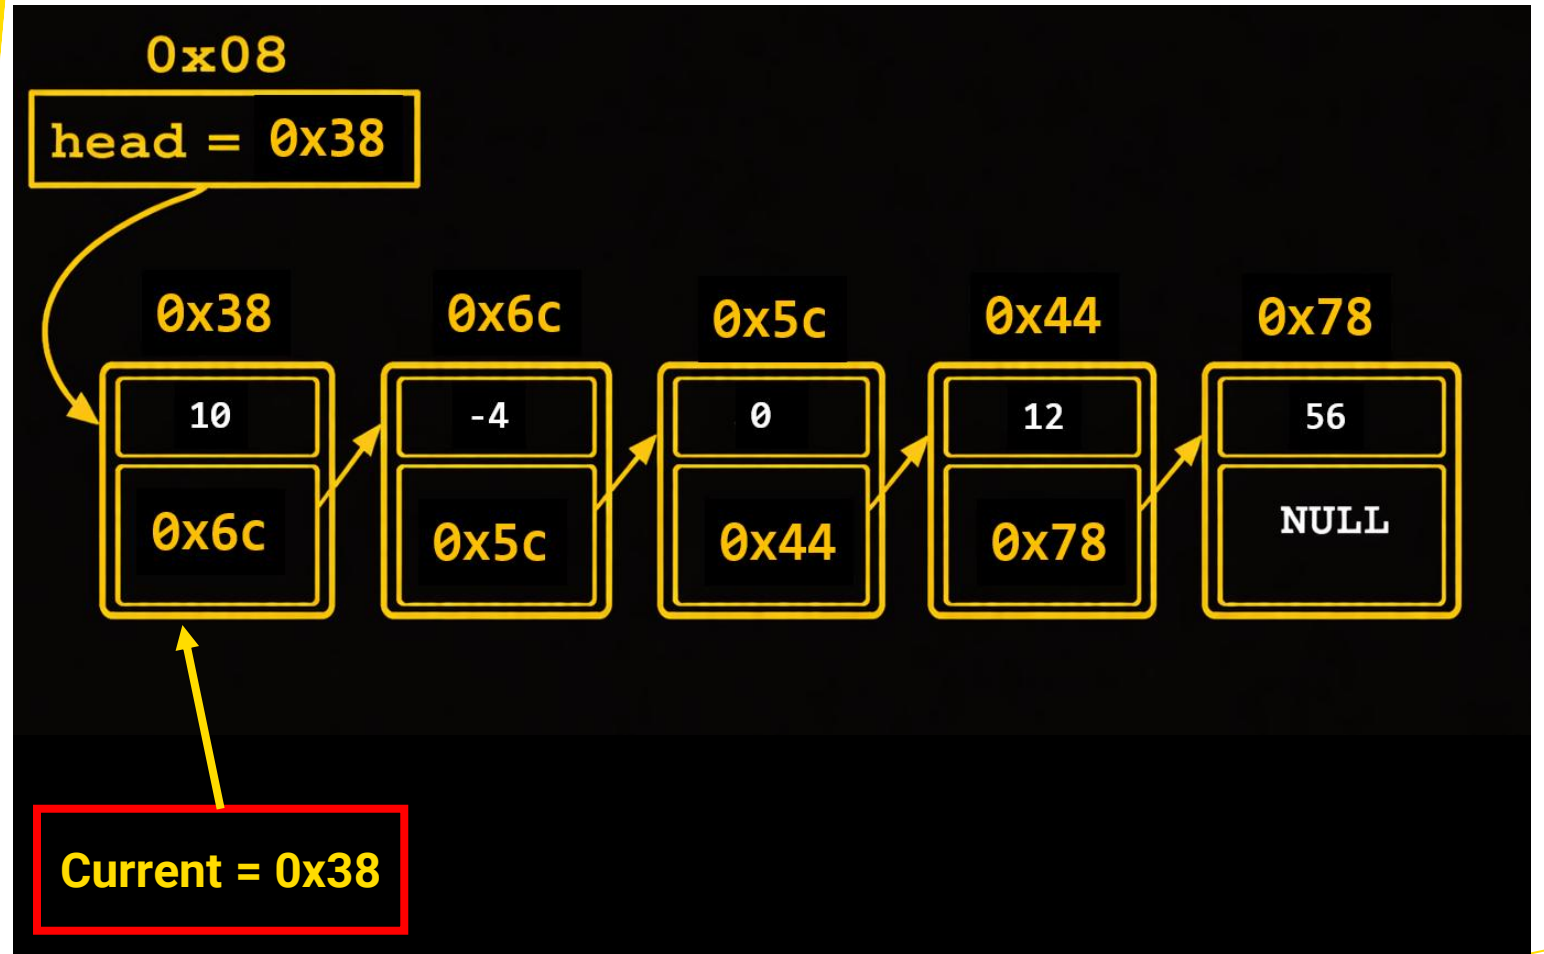 0x08
head = 0x38
0x38 0x6c 0x5c 0x44 0x78
10 -4 0 12 56
0x6c 0x5c 0x44 0x78 NULL
Current = 0x38